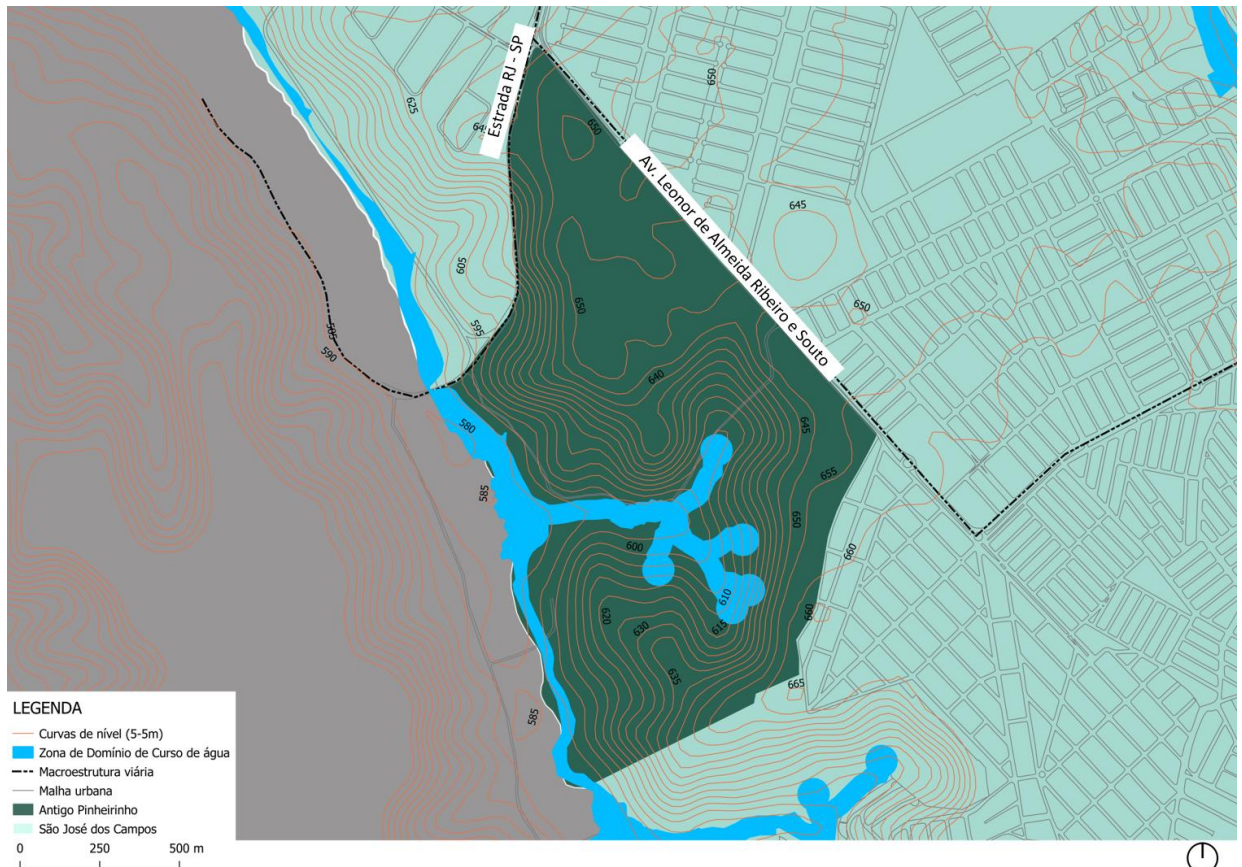 Estrada RJ - SP
650
625
645
650
Av. Leonor de Almeida Ribeiro e Souto
645
605
650
650
595
585
590
640
580
645
655
585
650
600
660
610
620
660
630
615
635
665
585
LEGENDA
Curvas de nível (5-5m)
Zona de Domínio de Curso de água
Macroestrutura viária
Malha urbana
Antigo Pinheirinho
São José dos Campos
0 250 500 m